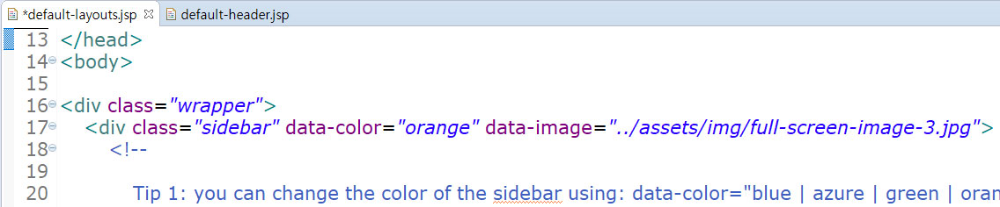 *default-layouts.jsp default-header.jsp
13 </head>
14 <body>
15
16 <div class="wrapper">
17 <div class="sidebar" data-color="orange" data-image="../assets/img/full-screen-image-3.jpg">
18 <!--
19
20 Tip 1: you can change the color of the sidebar using: data-color="blue | azure | green | oran